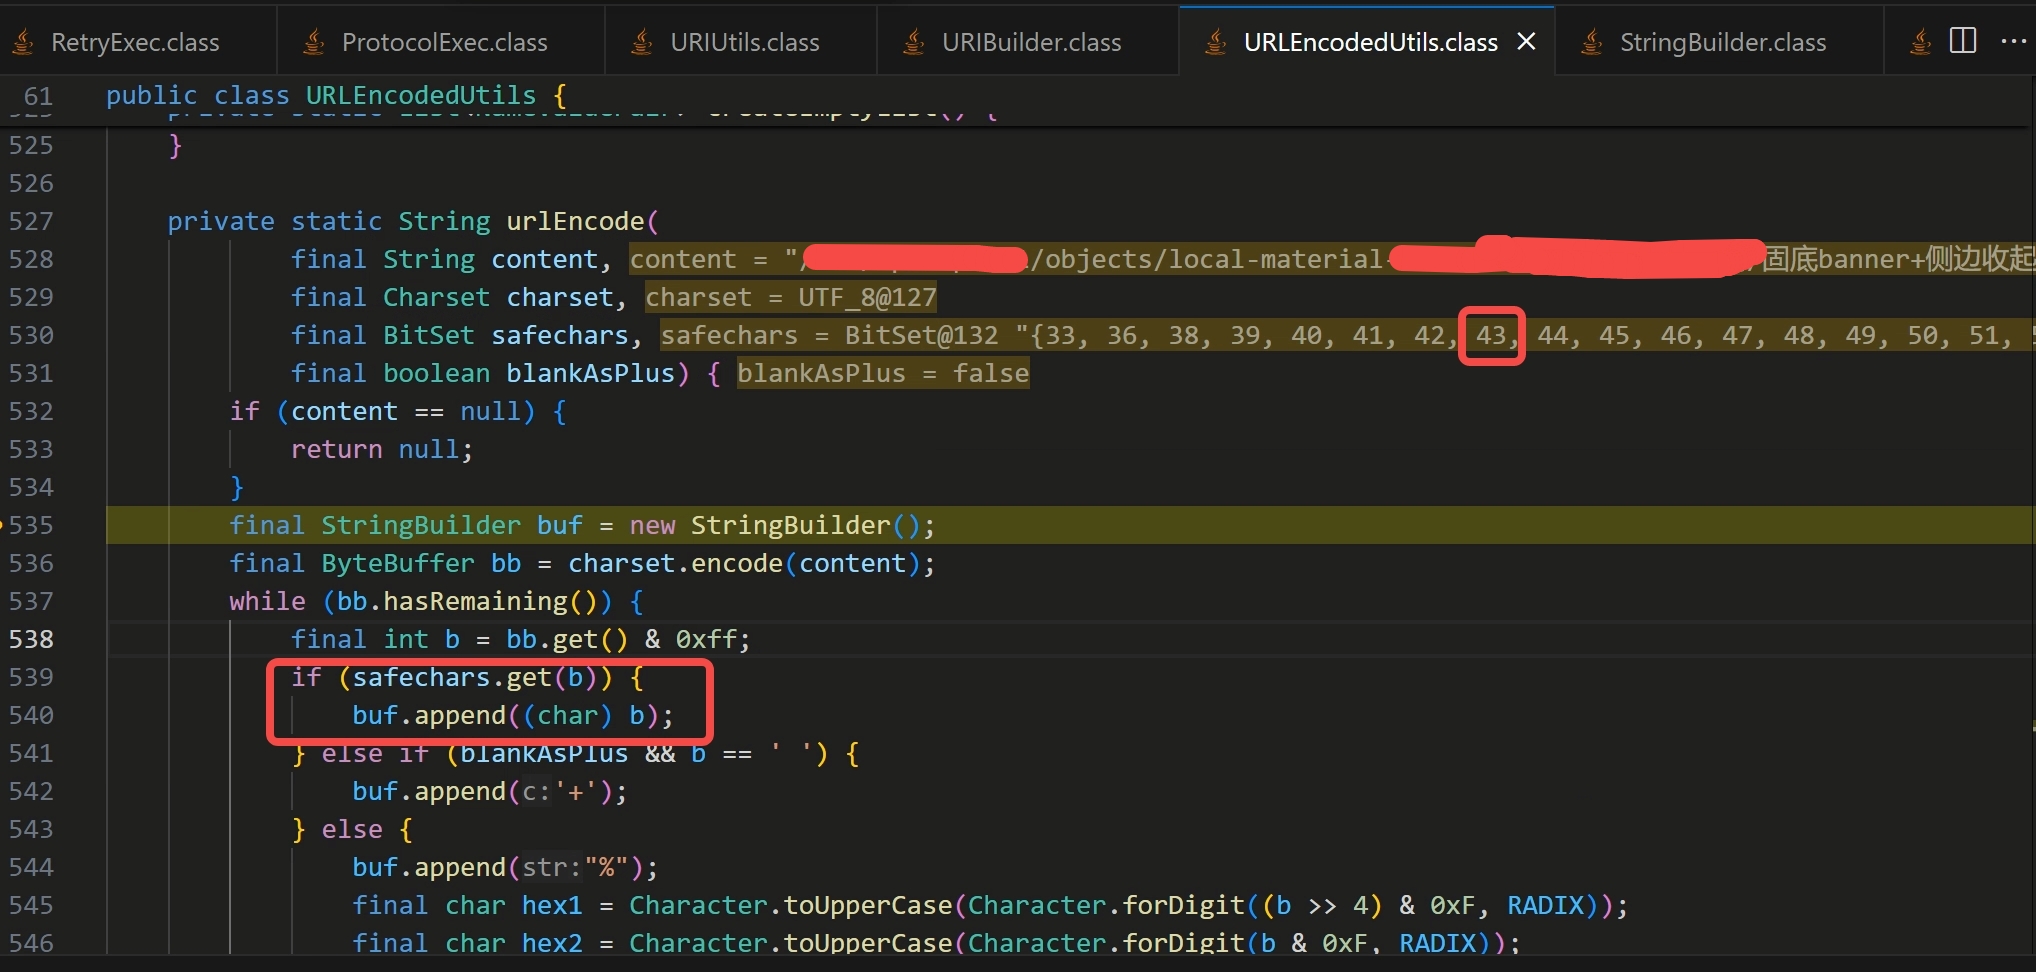 RetryExec.class ProtocolExec.class URIUtils.class URIBuilder.class URLEncodedUtils.class × StringBuilder.class ···
61 public class URLEncodedUtils {
525 }
526
527 private static String urlEncode(
528 final String content, content = "/ /objects/local-material- 固底banner+侧边收起
529 final Charset charset, charset = UTF_8@127
530 final BitSet safechars, safechars = BitSet@132 "{33, 36, 38, 39, 40, 41, 42, 43, 44, 45, 46, 47, 48, 49, 50, 51,
531 final boolean blankAsPlus) { blankAsPlus = false
532 if (content == null) {
533 return null;
534 }
535 final StringBuilder buf = new StringBuilder();
536 final ByteBuffer bb = charset.encode(content);
537 while (bb.hasRemaining()) {
538 final int b = bb.get() & 0xff;
539 if (safechars.get(b)) {
540 buf.append((char) b);
541 } else if (blankAsPlus && b == ' ') {
542 buf.append(c:'+');
543 } else {
544 buf.append(str:"%");
545 final char hex1 = Character.toUpperCase(Character.forDigit((b >> 4) & 0xF, RADIX));
546 final char hex2 = Character.toUpperCase(Character.forDigit(b & 0xF, RADIX));